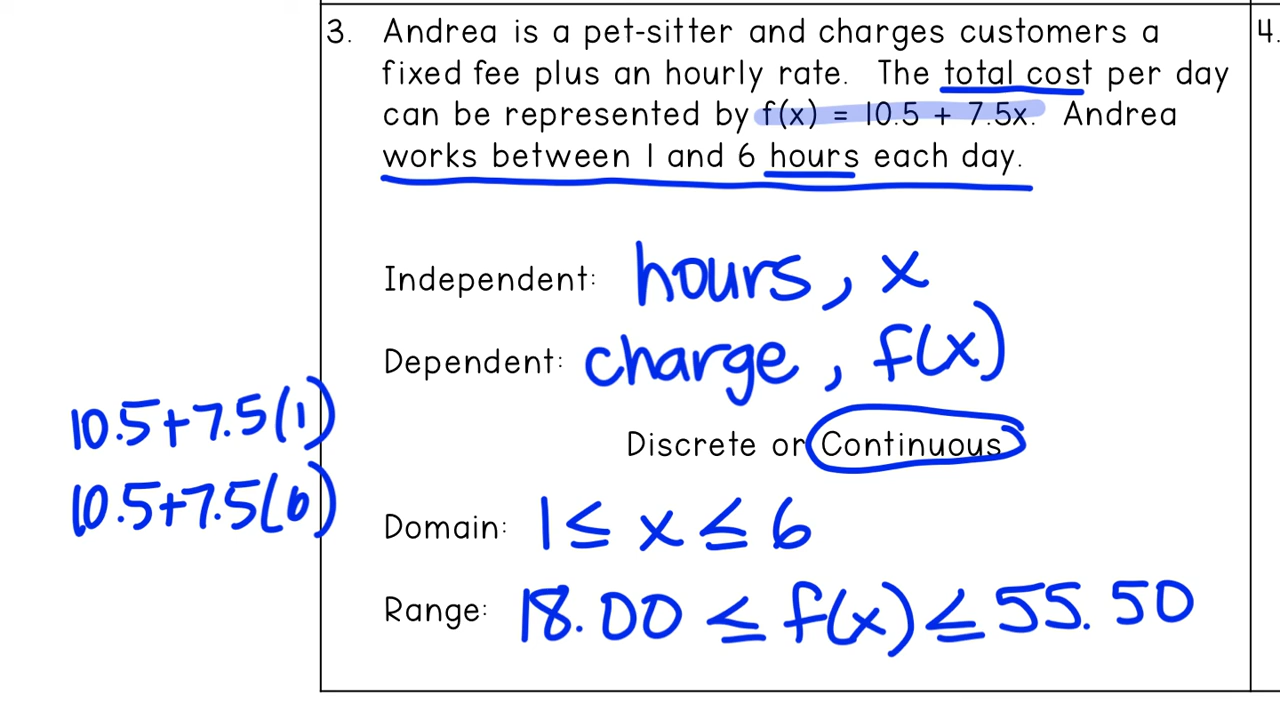 3. Andrea is a pet-sitter and charges customers a
fixed fee plus an hourly rate. The total cost per day
can be represented by f(x) = 10.5 + 7.5x. Andrea
works between 1 and 6 hours each day.
Independent: hours, x
Dependent: charge, f(x)
10.5+7.5(1)
Discrete or Continuous
10.5+7.5(6)
Domain: 1 ≤ x ≤ 6
Range: 18.00 ≤ f(x) ≤ 55.50
4.